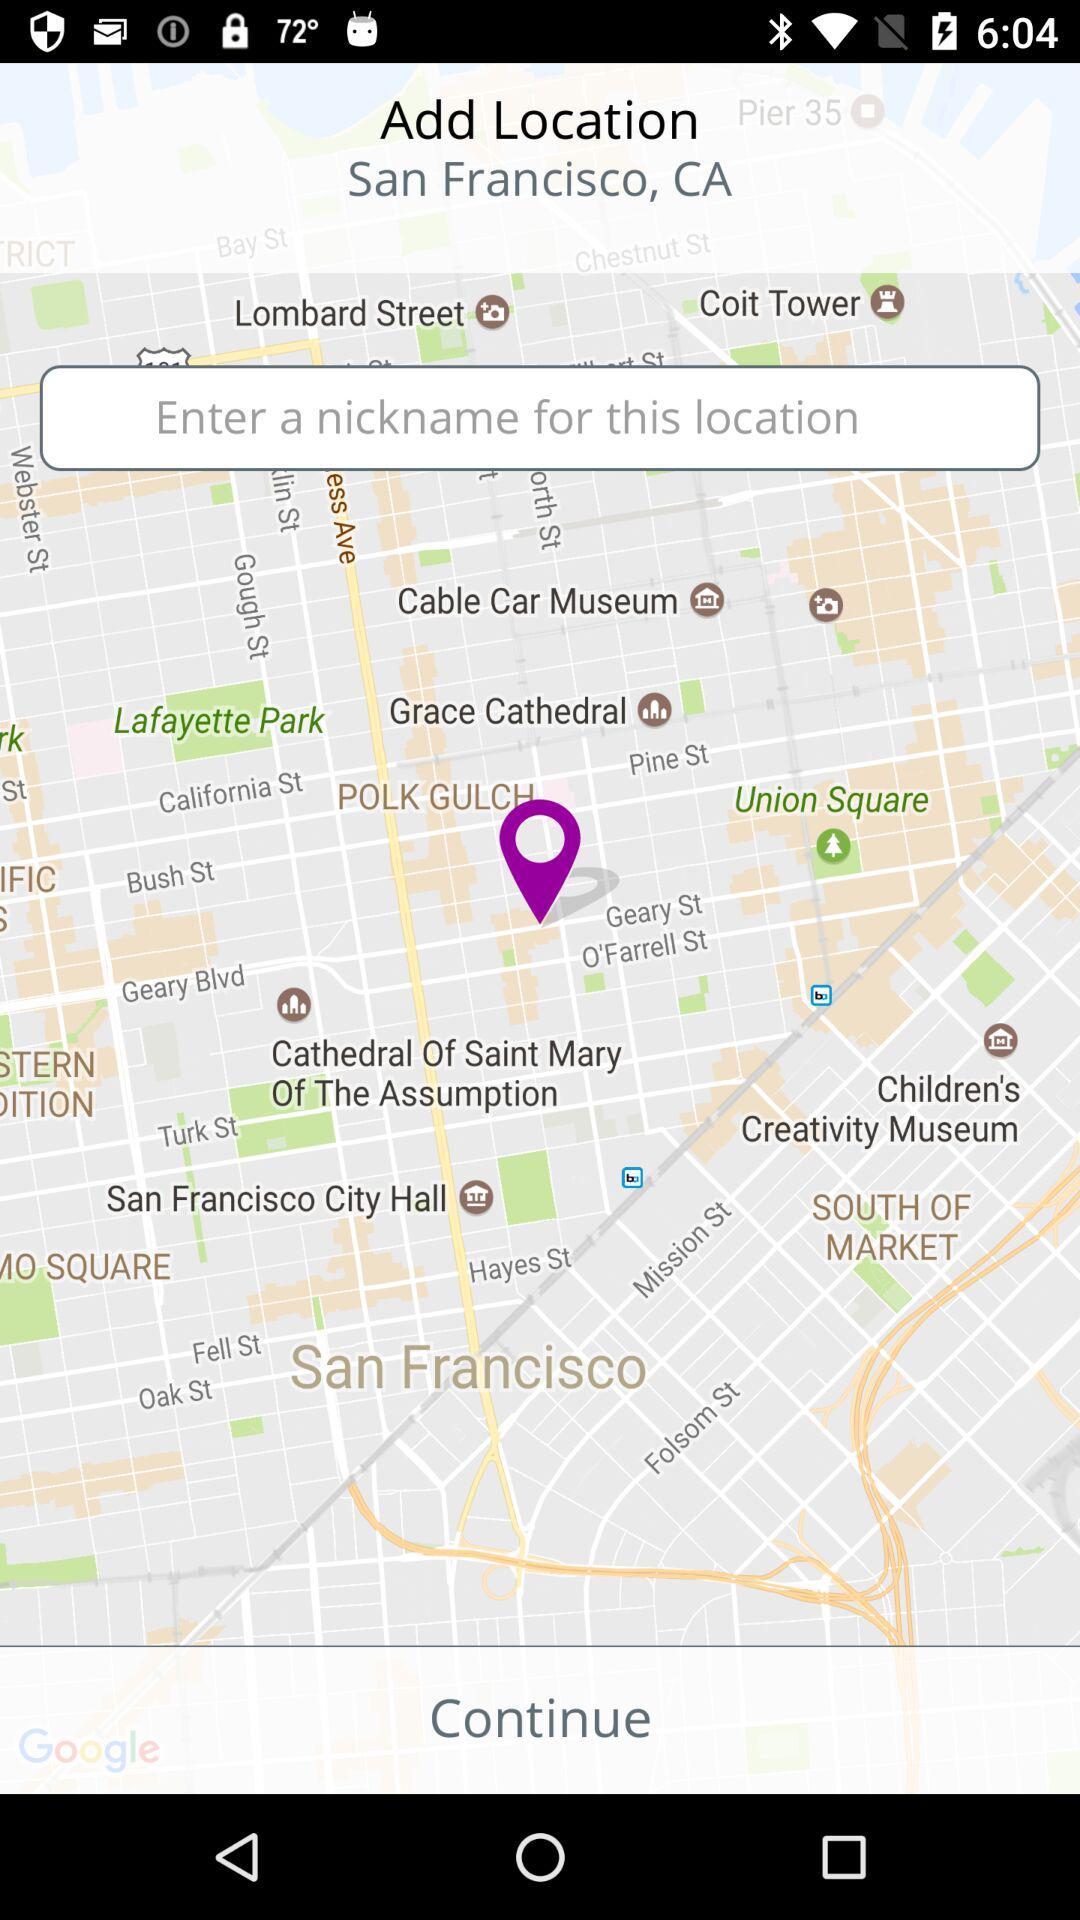 72° 6:04
Add Location
Pier 35
San Francisco, CA
TRICT
Bay St
Chestnut St
Lombard Street
Coit Tower
Enter a nickname for this location
Webster St
lin St
ess Ave
orth St
Gough St
Cable Car Museum
Lafayette Park
Grace Cathedral
rk
Pine St
St
California St
POLK GULCH
Union Square
IFIC
S
Bush St
Geary St
O'Farrell St
Geary Blvd
Cathedral Of Saint Mary
Of The Assumption
STERN
DITION
Children's
Creativity Museum
Turk St
San Francisco City Hall
SOUTH OF
MARKET
MO SQUARE
Hayes St
Mission St
Fell St
San Francisco
Oak St
Folsom St
Continue
Google